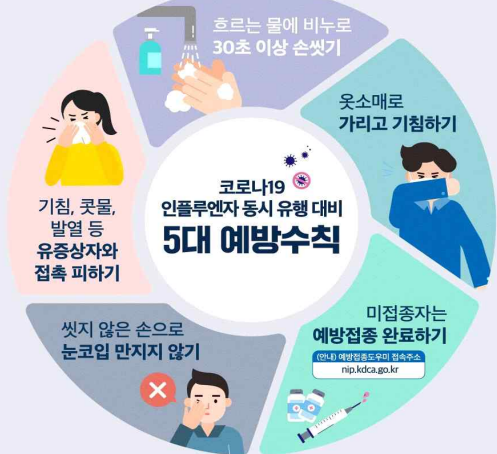 코로나19
인플루엔자 동시 유행 대비
5대 예방수칙
흐르는 물에 비누로
30초 이상 손씻기
옷소매로
가리고 기침하기
미접종자는
예방접종 완료하기
(안내) 예방접종도우미 접속주소
nip.kdca.go.kr
씻지 않은 손으로
눈코입 만지지 않기
기침, 콧물,
발열 등
유증상자와
접촉 피하기